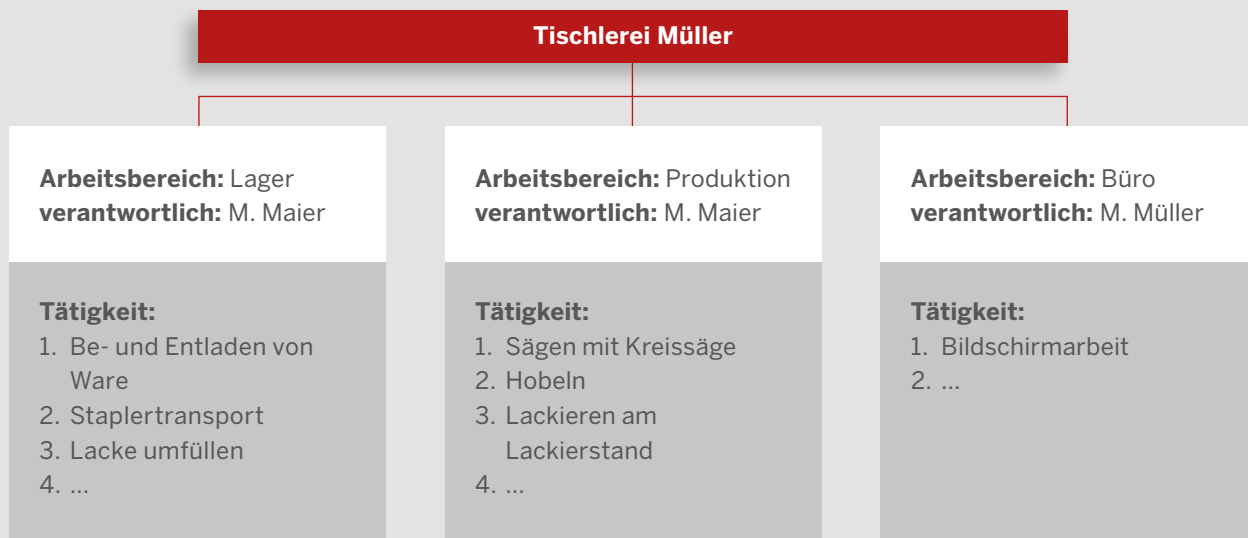 Tischlerei Müller
Arbeitsbereich: Lager
verantwortlich: M. Maier
Tätigkeit:
1. Be- und Entladen von
Ware
2. Staplertransport
3. Lacke umfüllen
4. ...
Arbeitsbereich: Produktion
verantwortlich: M. Maier
Tätigkeit:
1. Sägen mit Kreissäge
2. Hobeln
3. Lackieren am
Lackierstand
4. ...
Arbeitsbereich: Büro
verantwortlich: M. Müller
Tätigkeit:
1. Bildschirmarbeit
2. ...